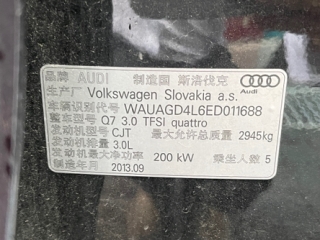 品牌 AUDI 制造国 斯洛伐克 Audi
生产厂 Volkswagen Slovakia a.s.
车辆识别代号 WAUAGD4L6ED011688
整车型号 Q7 3.0 TFSI quattro
发动机型号 CJT 最大允许总质量 2945kg
发动机排量 3.0L
发动机最大净功率 200 kW 乘坐人数 5
制造年月 2013.09